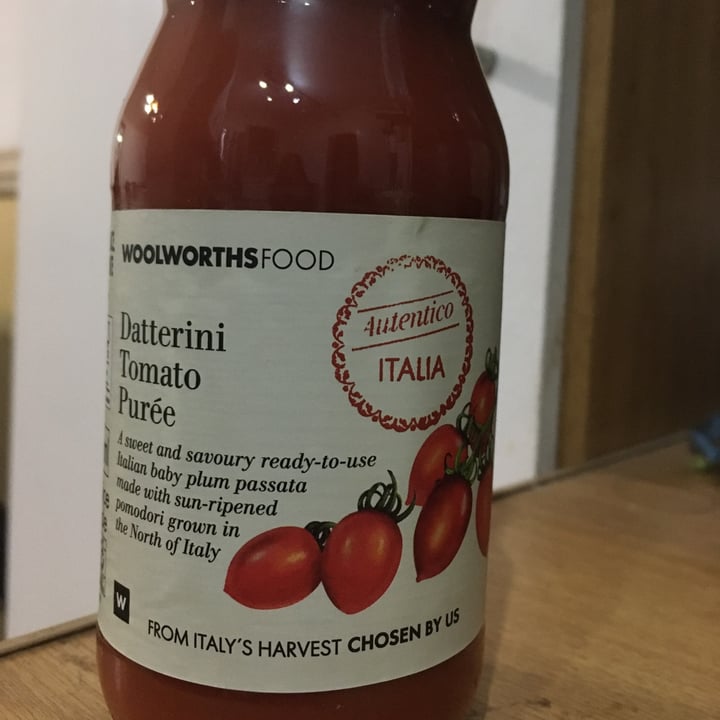 WOOLWORTHSFOOD
Autentico
ITALIA
Datterini
Tomato
Purée
A sweet and savoury ready-to-use
Italian baby plum passata
made with sun-ripened
pomodori grown in
the North of Italy
W
FROM ITALY'S HARVEST CHOSEN BY US